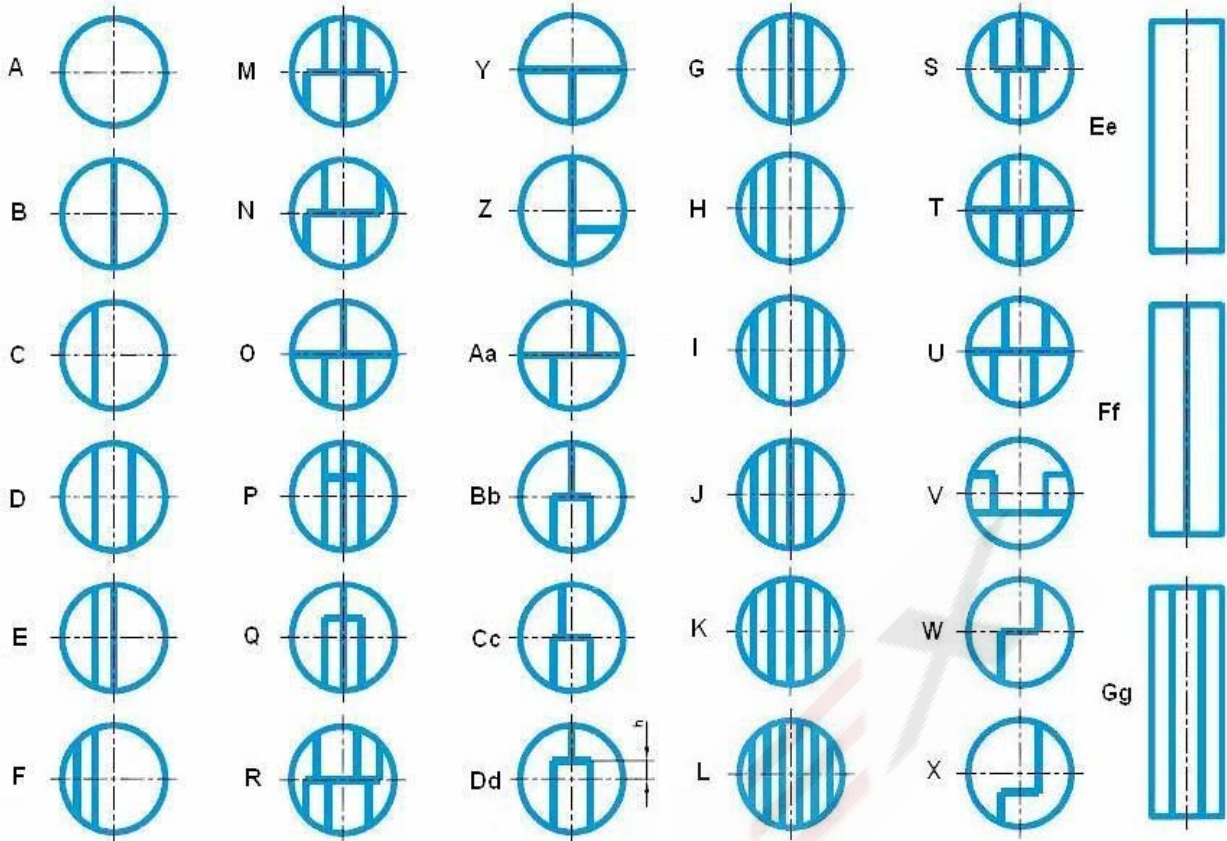 A M Y G S Ee
B N Z H T
C O Aa I U Ff
D P Bb J V
E Q Cc K W Gg
F R Dd h L X